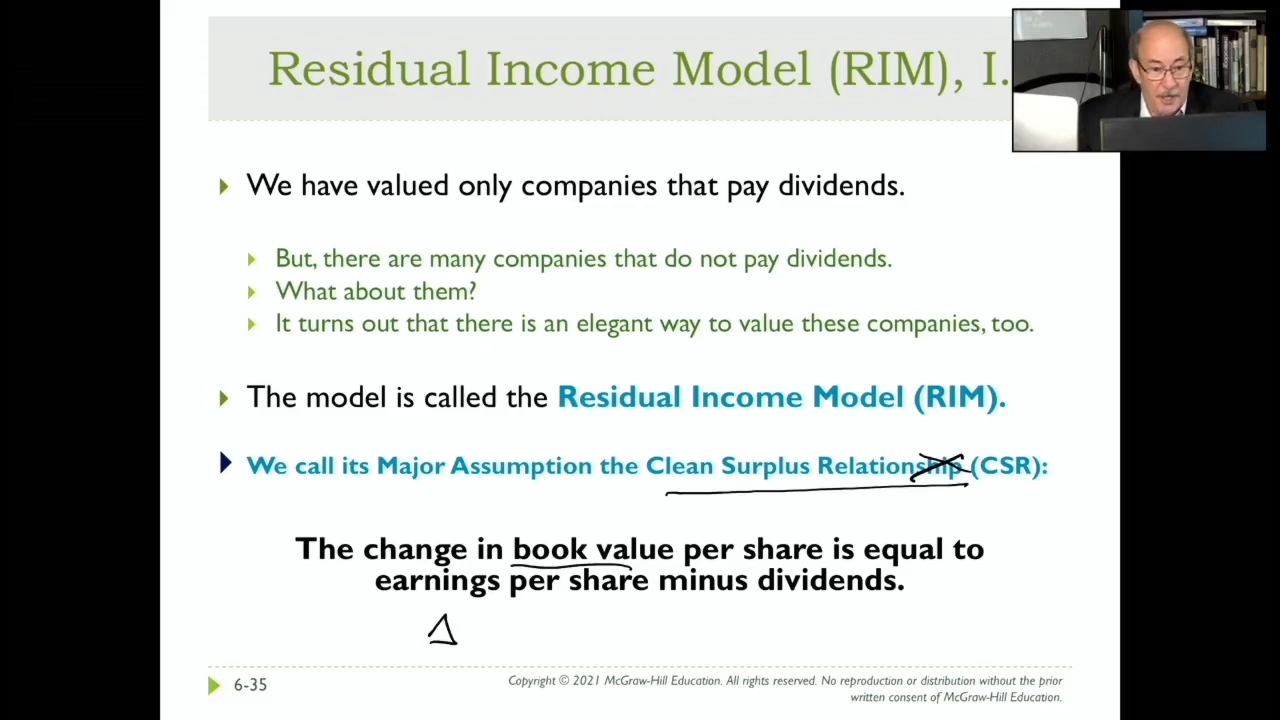 Residual Income Model (RIM), I.
We have valued only companies that pay dividends.
But, there are many companies that do not pay dividends.
What about them?
It turns out that there is an elegant way to value these companies, too.
The model is called the Residual Income Model (RIM).
We call its Major Assumption the Clean Surplus Relationship (CSR):
The change in book value per share is equal to
earnings per share minus dividends.
Δ
6-35
Copyright © 2021 McGraw-Hill Education. All rights reserved. No reproduction or distribution without the prior
written consent of McGraw-Hill Education.